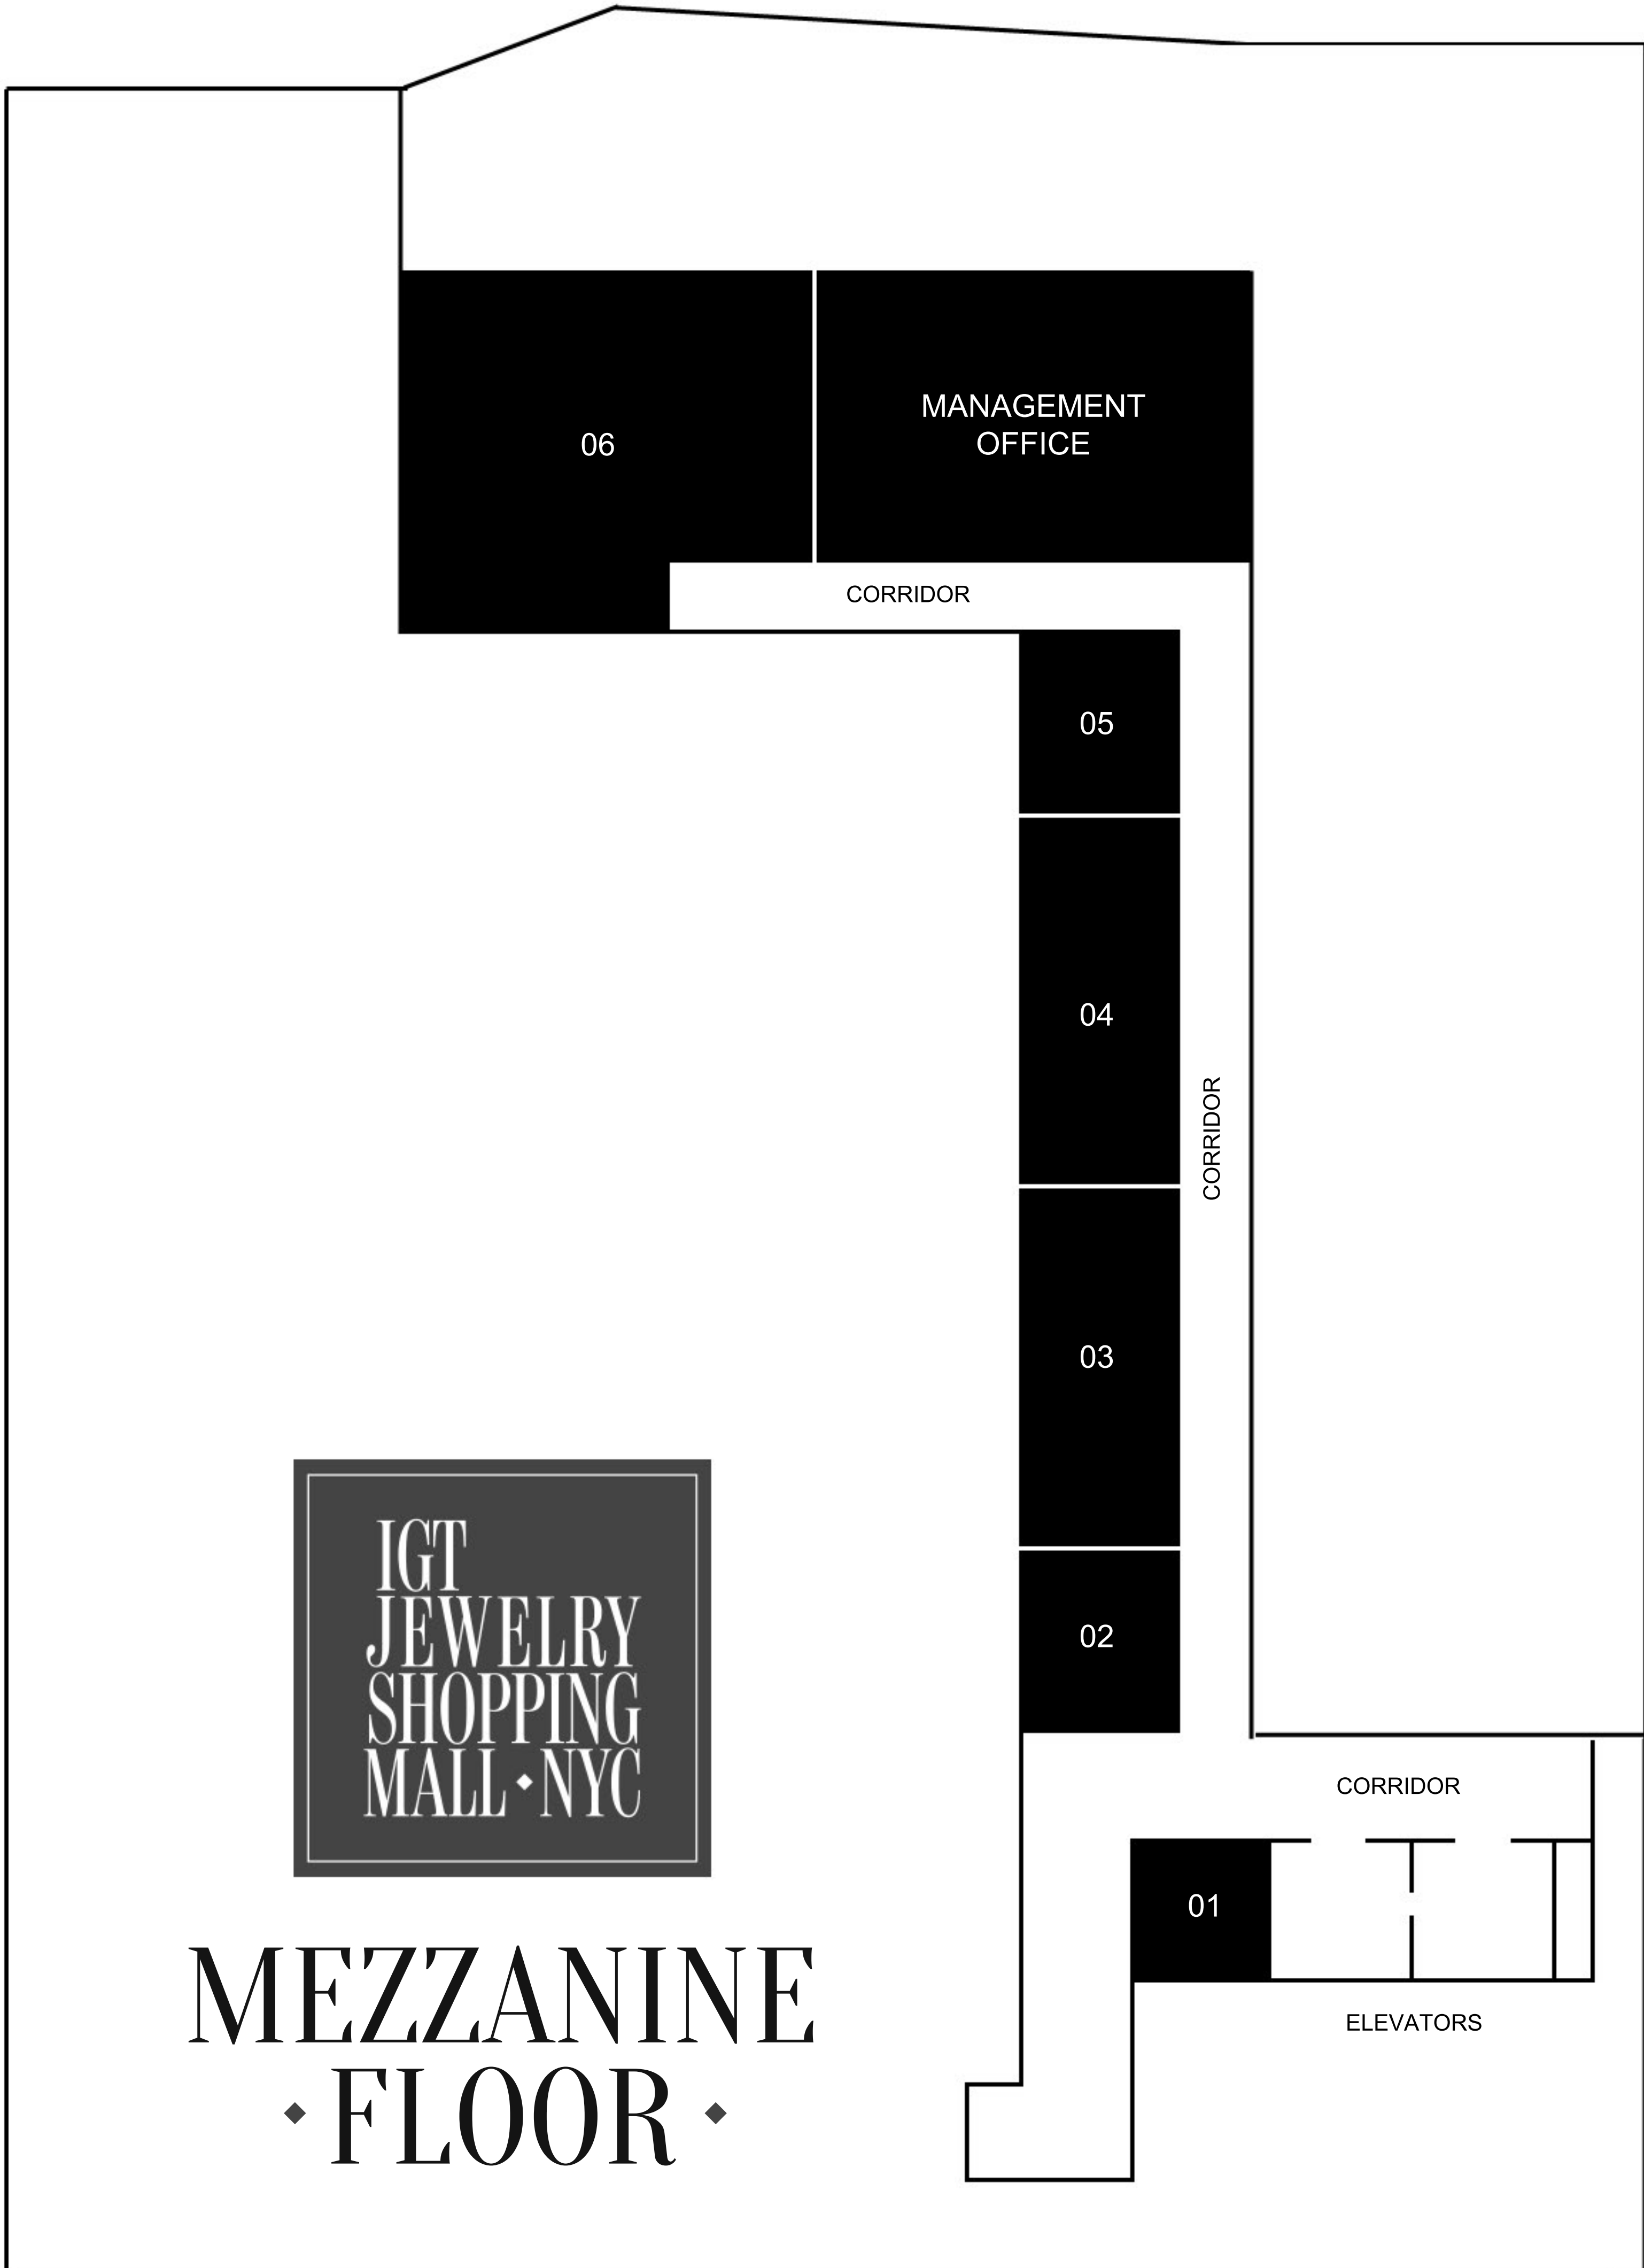 06
MANAGEMENT
OFFICE
CORRIDOR
05
04
CORRIDOR
03
02
IGT
JEWELRY
SHOPPING
MALL NYC
CORRIDOR
01
ELEVATORS
MEZZANINE
FLOOR